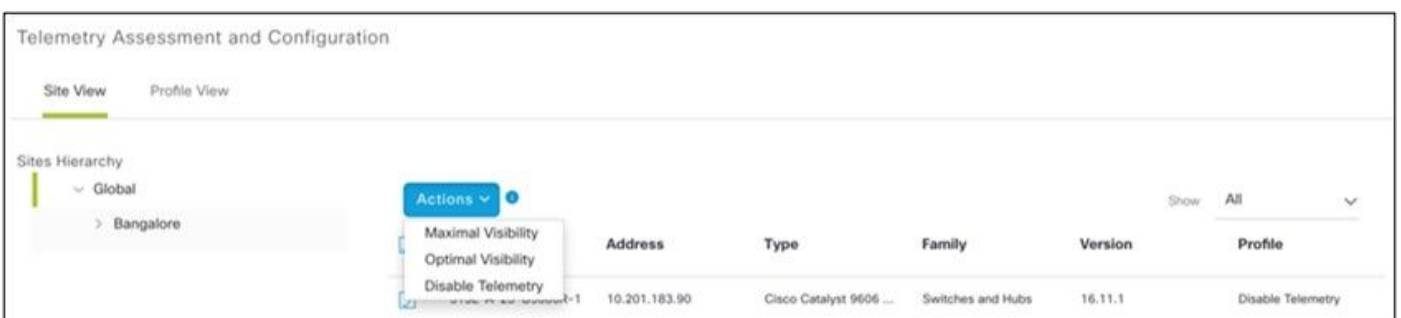 Telemetry Assessment and Configuration
Site View Profile View
Sites Hierarchy
Global
Bangalore
Actions
Show All
Maximal Visibility
Optimal Visibility
Disable Telemetry
Address Type Family Version Profile
10.201.183.90 Cisco Catalyst 9606 ... Switches and Hubs 16.11.1 Disable Telemetry